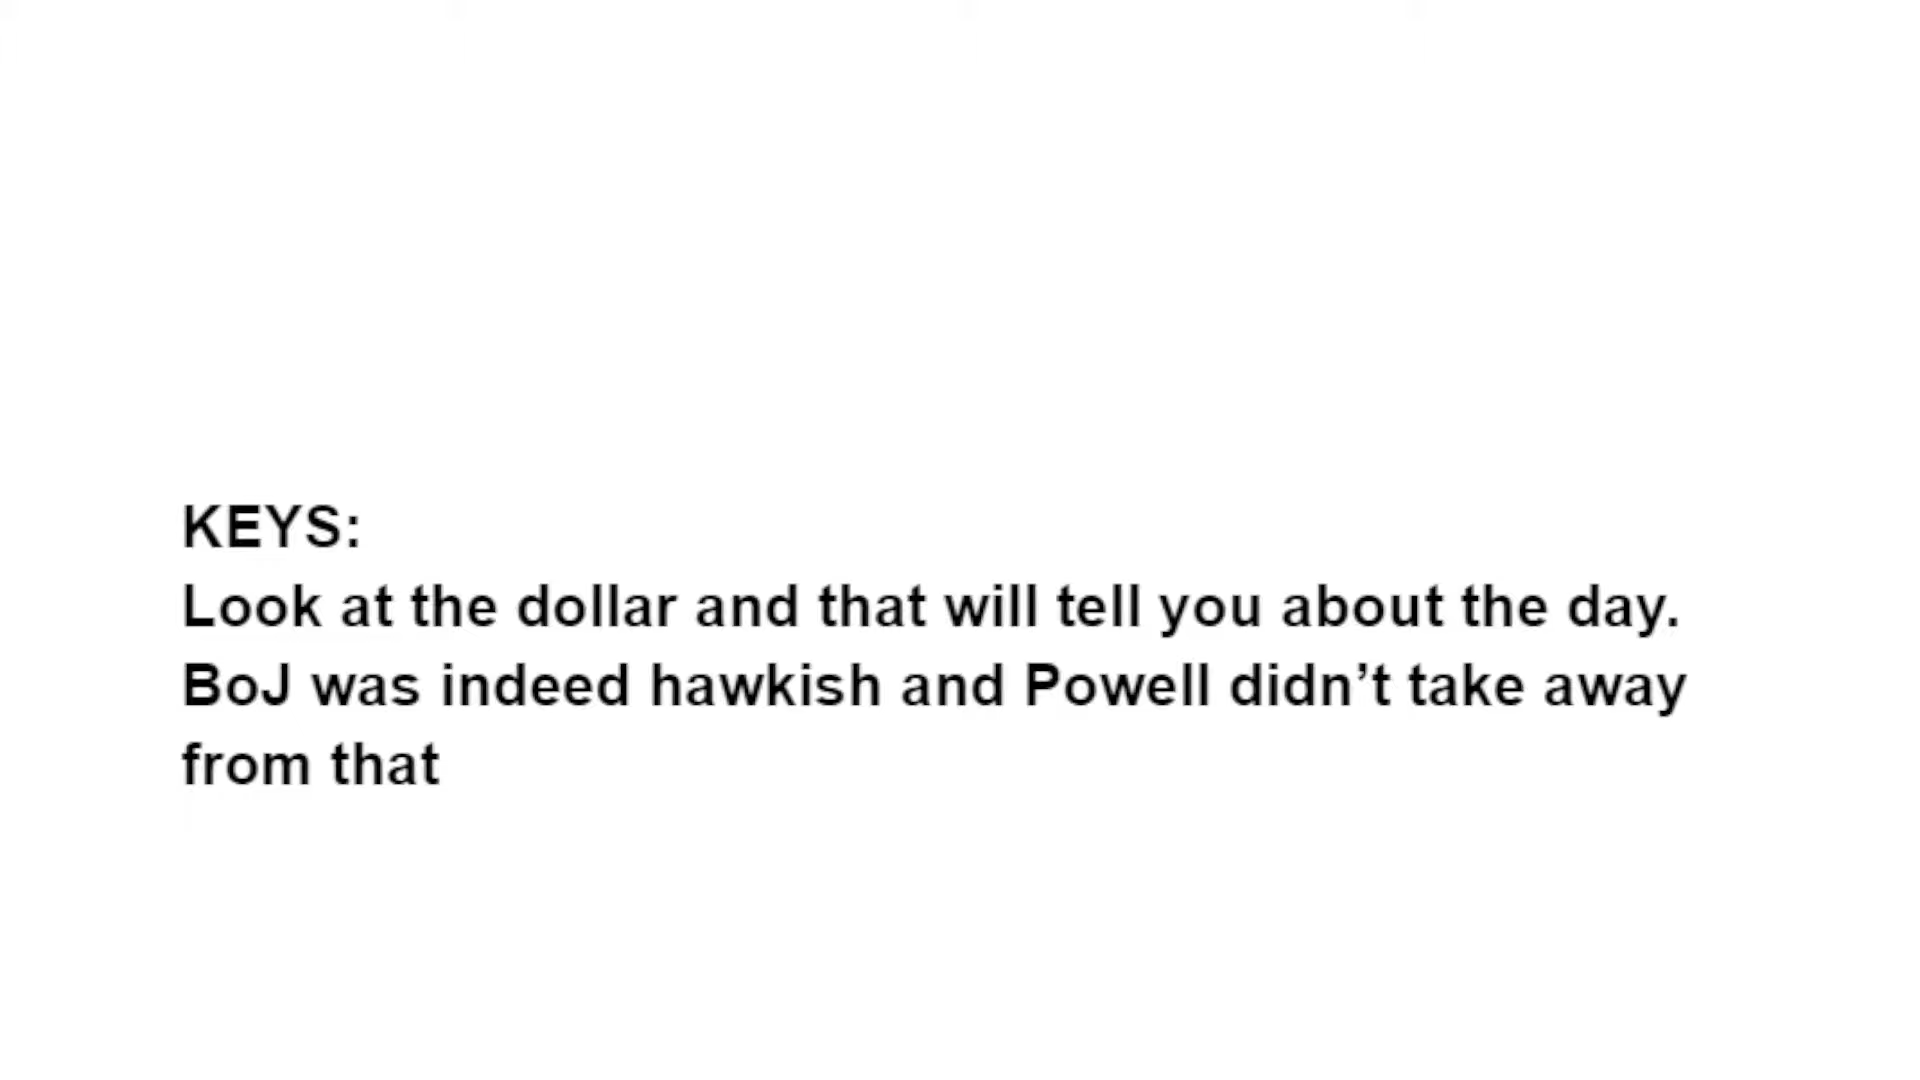 KEYS:
Look at the dollar and that will tell you about the day.
BoJ was indeed hawkish and Powell didn’t take away
from that